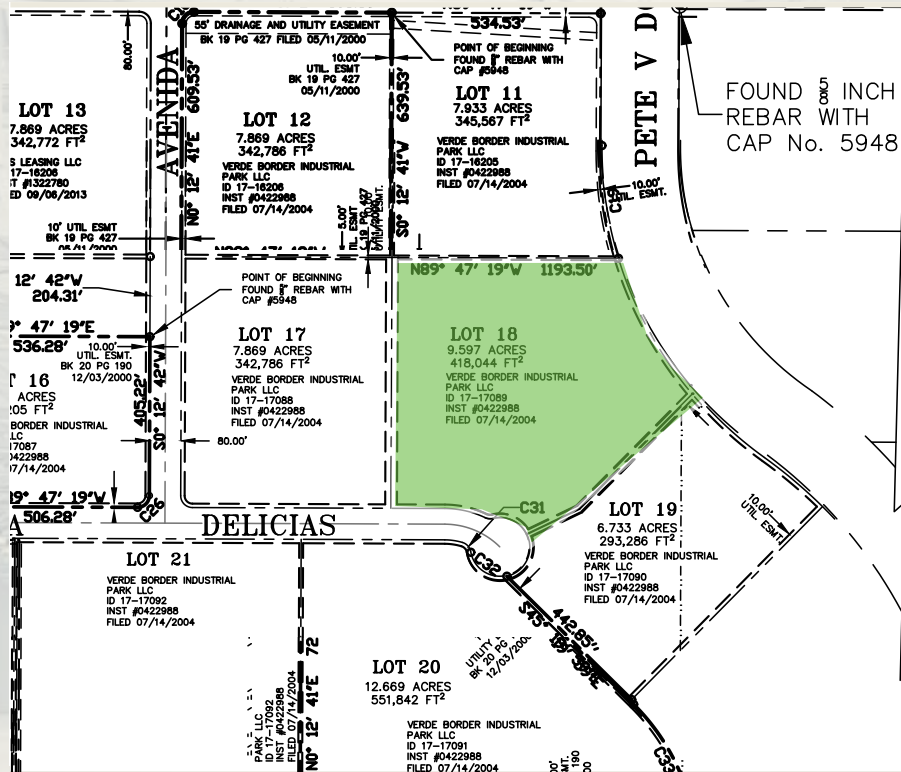 55' DRAINAGE AND UTILITY EASEMENT
BK 19 PG 427 FILED 05/11/2000
534.53'
80.00'
AVENIDA
609.53'
N0° 12' 41"E
10.00'
UTIL. ESMT
BK 19 PG 427
05/11/2000
639.53'
S0° 12' 41"W
POINT OF BEGINNING
FOUND ⅝" REBAR WITH
CAP #5948
PETE V
FOUND ⅝ INCH
REBAR WITH
CAP No. 5948
LOT 13
7.869 ACRES
342,772 FT²
LEASING LLC
17-16206
#1322780
09/06/2013
LOT 12
7.869 ACRES
342,786 FT²
VERDE BORDER INDUSTRIAL
PARK LLC
ID 17-16206
INST #0422988
FILED 07/14/2004
LOT 11
7.933 ACRES
345,567 FT²
VERDE BORDER INDUSTRIAL
PARK LLC
ID 17-16205
INST #0422988
FILED 07/14/2004
C19
10.00'
UTIL. ESMT.
10' UTIL ESMT
BK 19 PG 427
05/11/2000
5.00'
N89° 47' 19"W 1193.50'
12' 42"W
204.31'
POINT OF BEGINNING
FOUND ⅝" REBAR WITH
CAP #5948
47' 19"E
536.28'
10.00'
UTIL. ESMT.
BK 20 PG 190
12/03/2000
405.22'
S0° 12' 42"W
16
ACRES
FT²
BORDER INDUSTRIAL
07/14/2004
80.00'
LOT 17
7.869 ACRES
342,786 FT²
VERDE BORDER INDUSTRIAL
PARK LLC
ID 17-17088
INST #0422988
FILED 07/14/2004
LOT 18
9.597 ACRES
418,044 FT²
VERDE BORDER INDUSTRIAL
PARK LLC
ID 17-17089
INST #0422988
FILED 07/14/2004
47' 19"W
506.28'
C26
DELICIAS
C31
C32
LOT 19
6.733 ACRES
293,286 FT²
VERDE BORDER INDUSTRIAL
PARK LLC
ID 17-17090
INST #0422988
FILED 07/14/2004
10.00'
UTIL ESMT.
LOT 21
VERDE BORDER INDUSTRIAL
PARK LLC
ID 17-17092
INST #0422988
FILED 07/14/2004
442.85'
S45°
UTILITY
BK 20 PG
12/03/200
LOT 20
12.669 ACRES
551,842 FT²
VERDE BORDER INDUSTRIAL
PARK LLC
ID 17-17091
INST #0422988
FILED 07/14/2004
PARK LLC
ID 17-17092
INST #0422988
FILED 07/14/2004
N0° 12' 41"E 72
C33